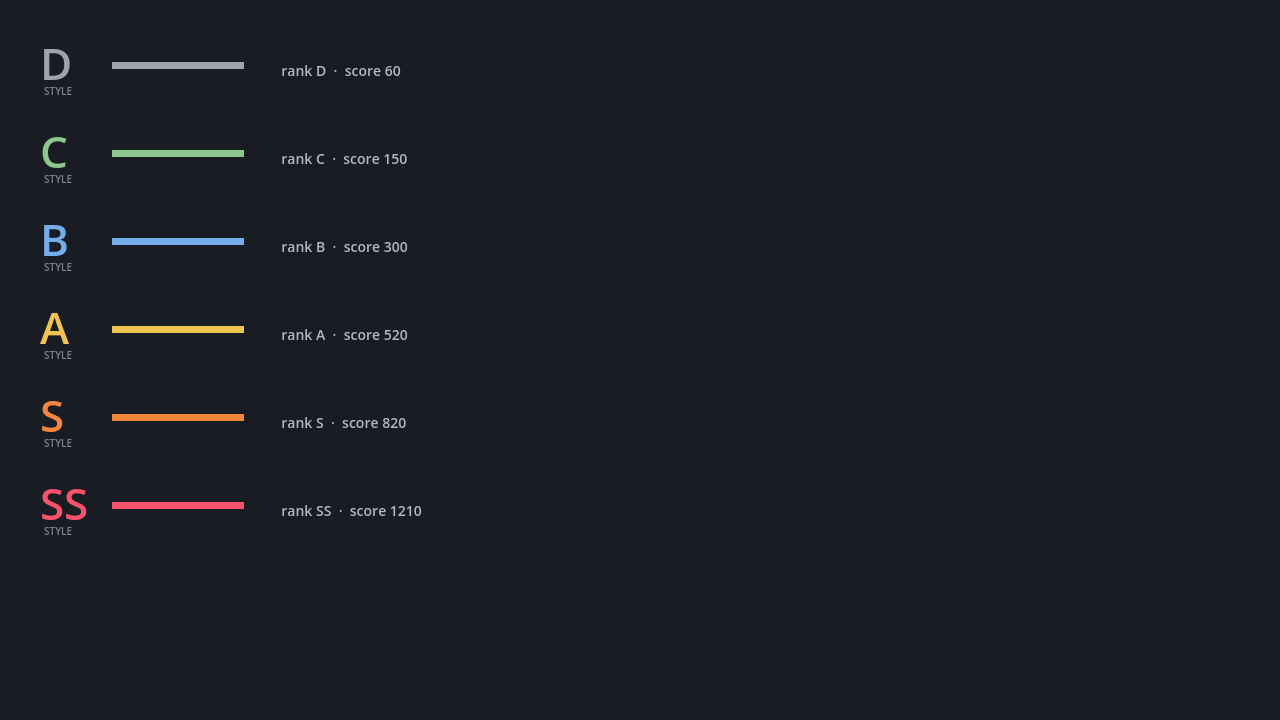 D
STYLE
rank D · score 60
C
STYLE
rank C · score 150
B
STYLE
rank B · score 300
A
STYLE
rank A · score 520
S
STYLE
rank S · score 820
SS
STYLE
rank SS · score 1210